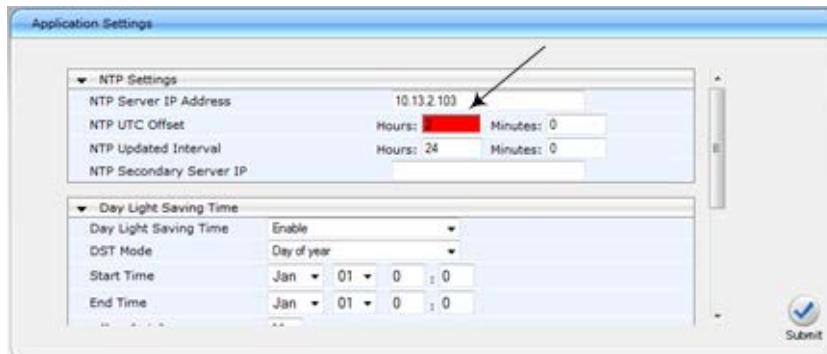 Application Settings
NTP Settings
NTP Server IP Address 10.13.2.103
NTP UTC Offset Hours: 2 Minutes: 0
NTP Updated Interval Hours: 24 Minutes: 0
NTP Secondary Server IP
Day Light Saving Time
Day Light Saving Time Enable
DST Mode Day of year
Start Time Jan 01 0 : 0
End Time Jan 01 0 : 0
Submit